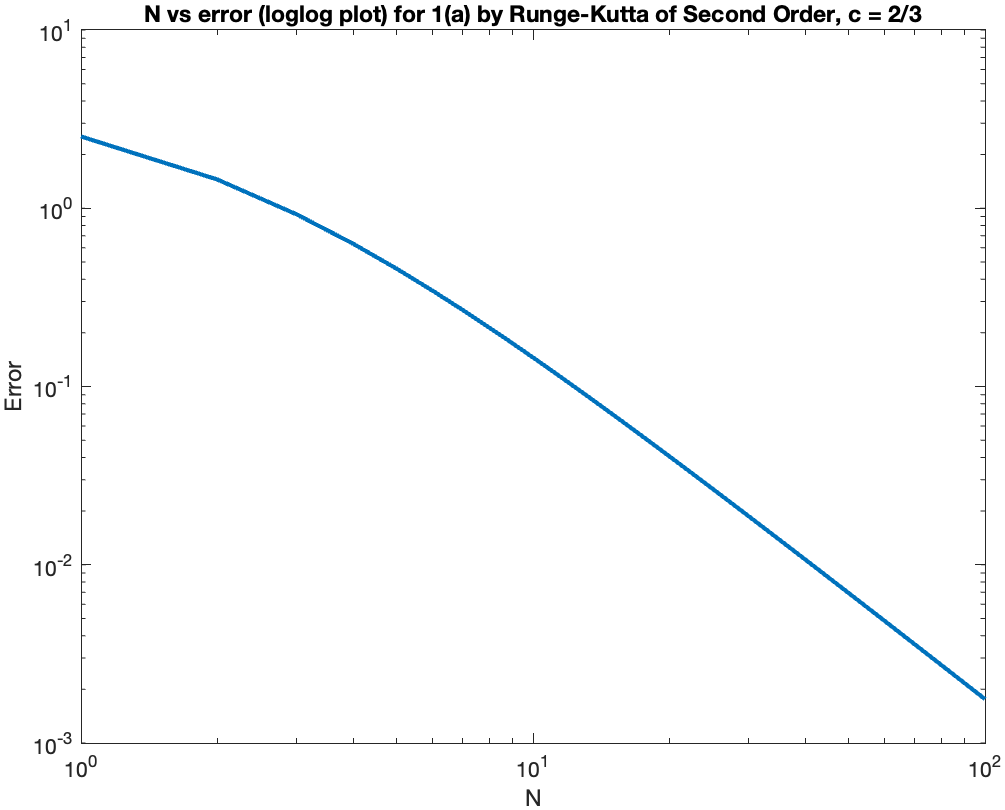 N vs error (loglog plot) for 1(a) by Runge-Kutta of Second Order, c = 2/3
10^1
10^0
10^-1
10^-2
10^-3
Error
10^0
10^1
10^2
N